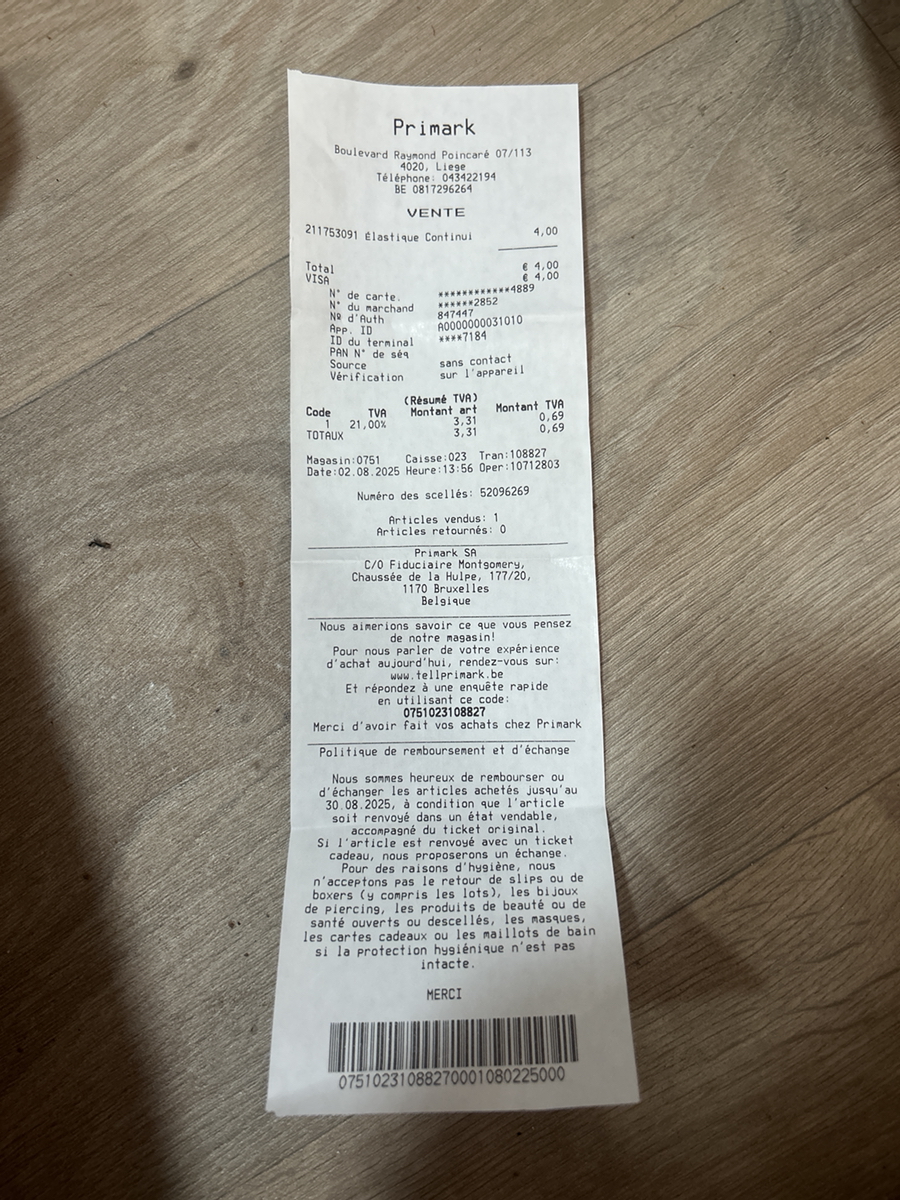 Primark
Boulevard Raymond Poincaré 07/113
4020, Liege
Téléphone: 043422194
BE 0817296264
VENTE
211753091 Élastique Continui 4,00
Total € 4,00
VISA € 4,00
N° de carte. ************4889
N° du marchand ******2852
Nº d'Auth 847447
App. ID A0000000031010
ID du terminal ****7184
PAN N° de séq
Source sans contact
Vérification sur l'appareil
(Résumé TVA)
Code TVA Montant art Montant TVA
1 21,00% 3,31 0,69
TOTAUX 3,31 0,69
Magasin:0751 Caisse:023 Tran:108827
Date:02.08.2025 Heure:13:56 Oper:10712803
Numéro des scellés: 52096269
Articles vendus: 1
Articles retournés: 0
Primark SA
C/O Fiduciaire Montgomery,
Chaussée de la Hulpe, 177/20,
1170 Bruxelles
Belgique
Nous aimerions savoir ce que vous pensez
de notre magasin!
Pour nous parler de votre expérience
d'achat aujourd'hui, rendez-vous sur:
www.tellprimark.be
Et répondez à une enquête rapide
en utilisant ce code:
0751023108827
Merci d'avoir fait vos achats chez Primark
Politique de remboursement et d'échange
Nous sommes heureux de rembourser ou
d'échanger les articles achetés jusqu'au
30.08.2025, à condition que l'article
soit renvoyé dans un état vendable,
accompagné du ticket original.
Si l'article est renvoyé avec un ticket
cadeau, nous proposerons un échange.
Pour des raisons d'hygiène, nous
n'acceptons pas le retour de slips ou de
boxers (y compris les lots), les bijoux
de piercing, les produits de beauté ou de
santé ouverts ou descellés, les masques,
les cartes cadeaux ou les maillots de bain
si la protection hygiénique n'est pas
intacte.
MERCI
07510231088270001080225000